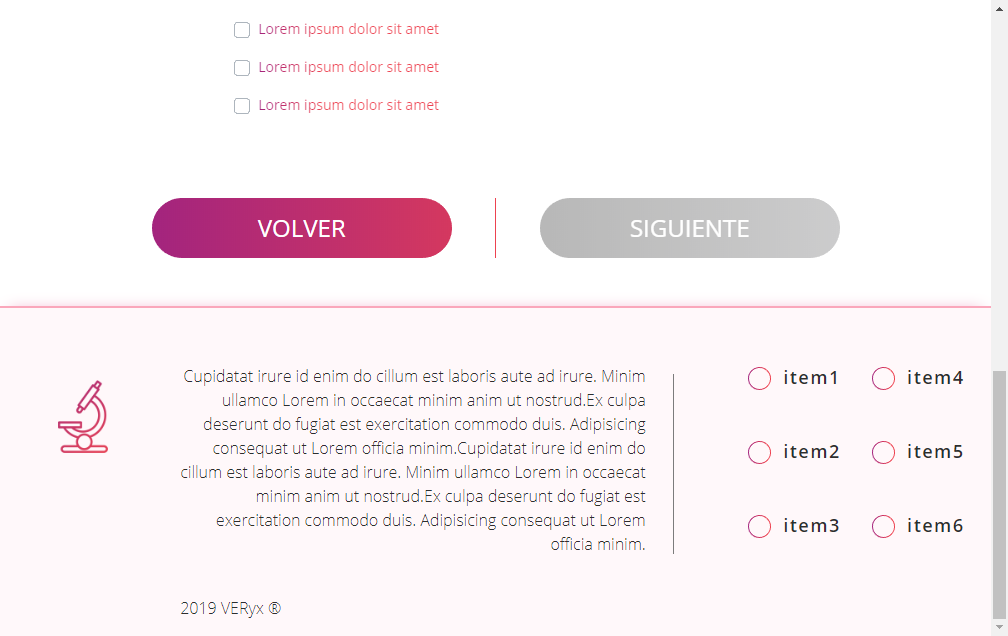 Lorem ipsum dolor sit amet
Lorem ipsum dolor sit amet
Lorem ipsum dolor sit amet
VOLVER
SIGUIENTE
Cupidatat irure id enim do cillum est laboris aute ad irure. Minim
ullamco Lorem in occaecat minim anim ut nostrud.Ex culpa
deserunt do fugiat est exercitation commodo duis. Adipisicing
consequat ut Lorem officia minim.Cupidatat irure id enim do
cillum est laboris aute ad irure. Minim ullamco Lorem in occaecat
minim anim ut nostrud.Ex culpa deserunt do fugiat est
exercitation commodo duis. Adipisicing consequat ut Lorem
officia minim.
item1
item4
item2
item5
item3
item6
2019 VERyx ®